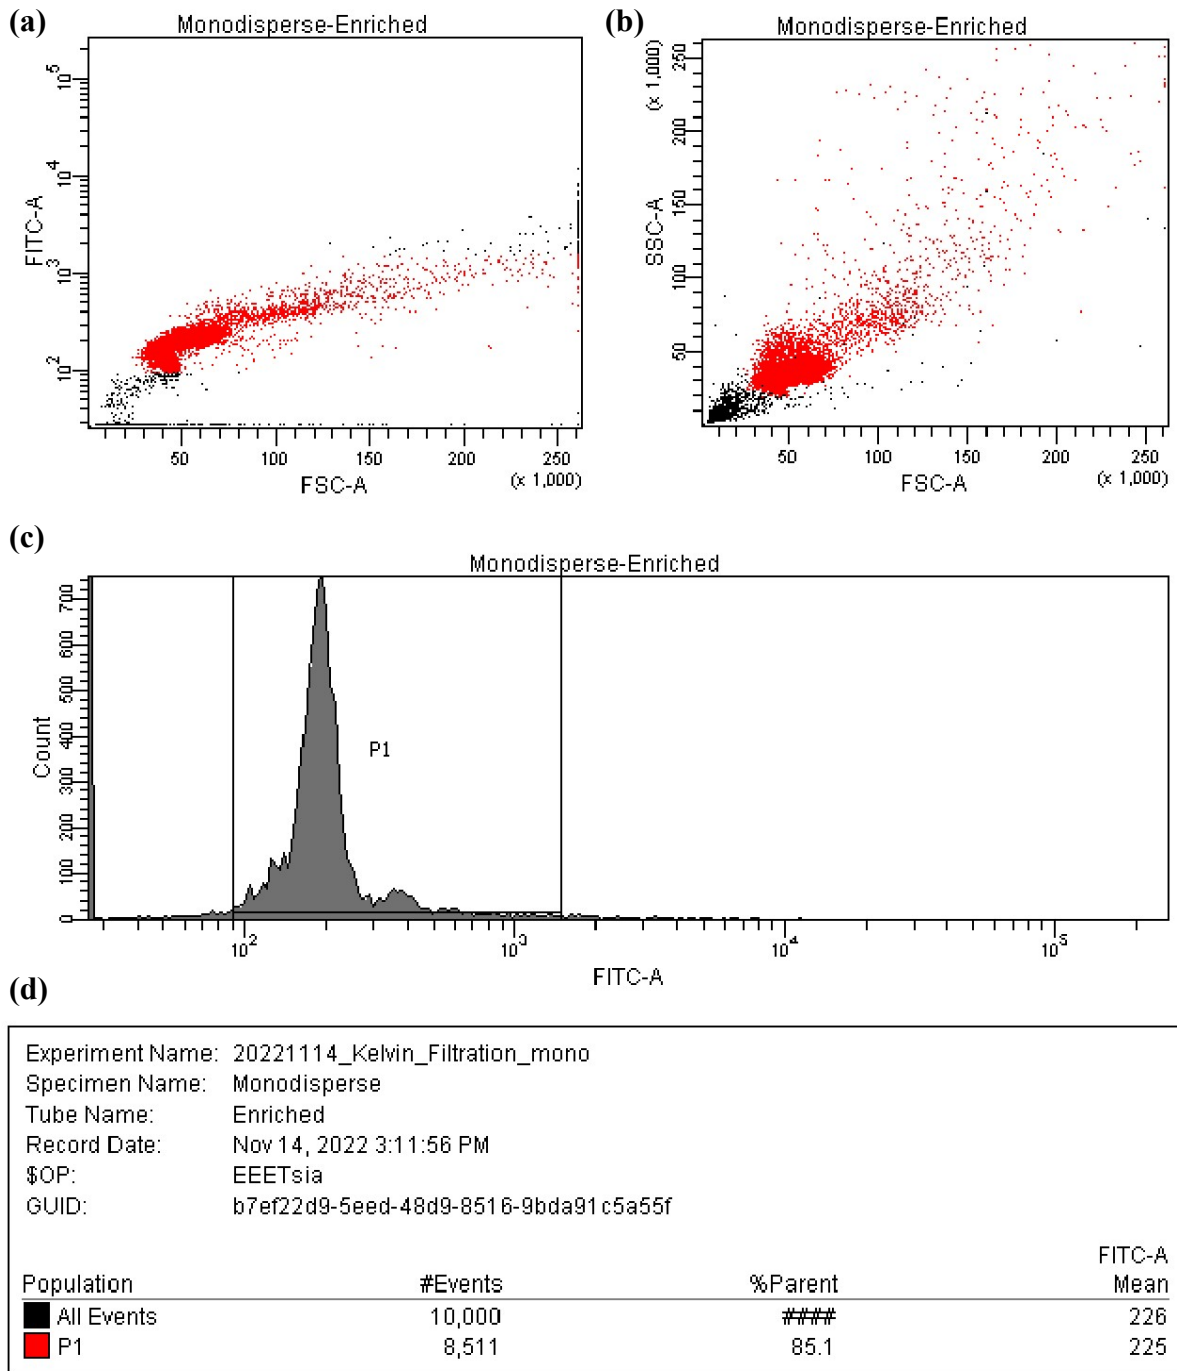 (a)
Monodisperse-Enriched
FITC-A
10^5
10^4
10^3
10^2
50 100 150 200 250
FSC-A (x 1,000)
(b)
Monodisperse-Enriched
(x 1,000)
SSC-A
250
200
150
100
50
50 100 150 200 250
FSC-A (x 1,000)
(c)
Monodisperse-Enriched
Count
700
600
500
400
300
200
100
0
P1
10^2 10^3 10^4 10^5
FITC-A
(d)
Experiment Name: 20221114_Kelvin_Filtration_mono
Specimen Name: Monodisperse
Tube Name: Enriched
Record Date: Nov 14, 2022 3:11:56 PM
$OP: EEETsia
GUID: b7ef22d9-5eed-48d9-8516-9bda91c5a55f
FITC-A
Population #Events %Parent Mean
All Events 10,000 #### 226
P1 8,511 85.1 225